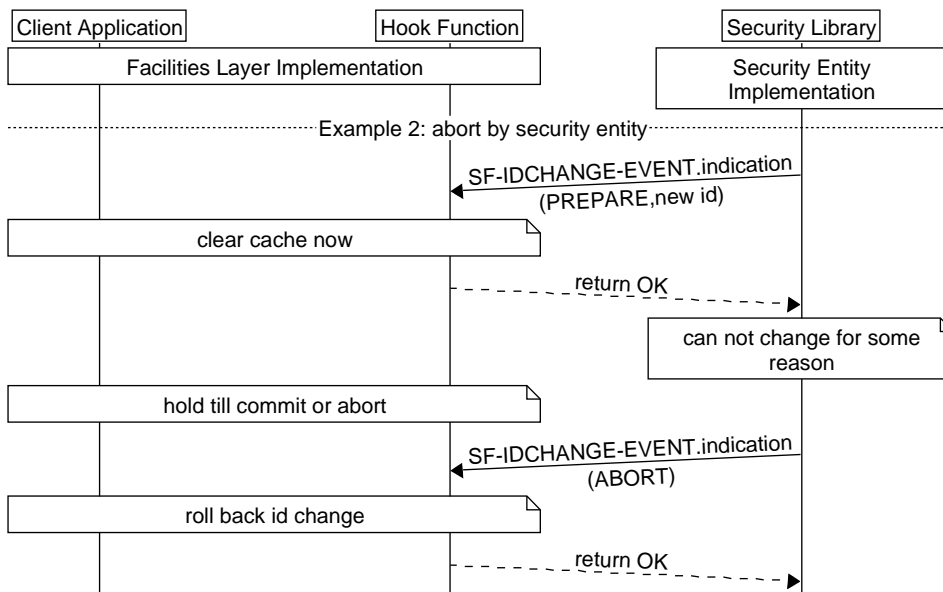 Client Application
Hook Function
Security Library
Facilities Layer Implementation
Security Entity
Implementation
Example 2: abort by security entity
SF-IDCHANGE-EVENT.indication
(PREPARE,new id)
clear cache now
return OK
can not change for some
reason
hold till commit or abort
SF-IDCHANGE-EVENT.indication
(ABORT)
roll back id change
return OK